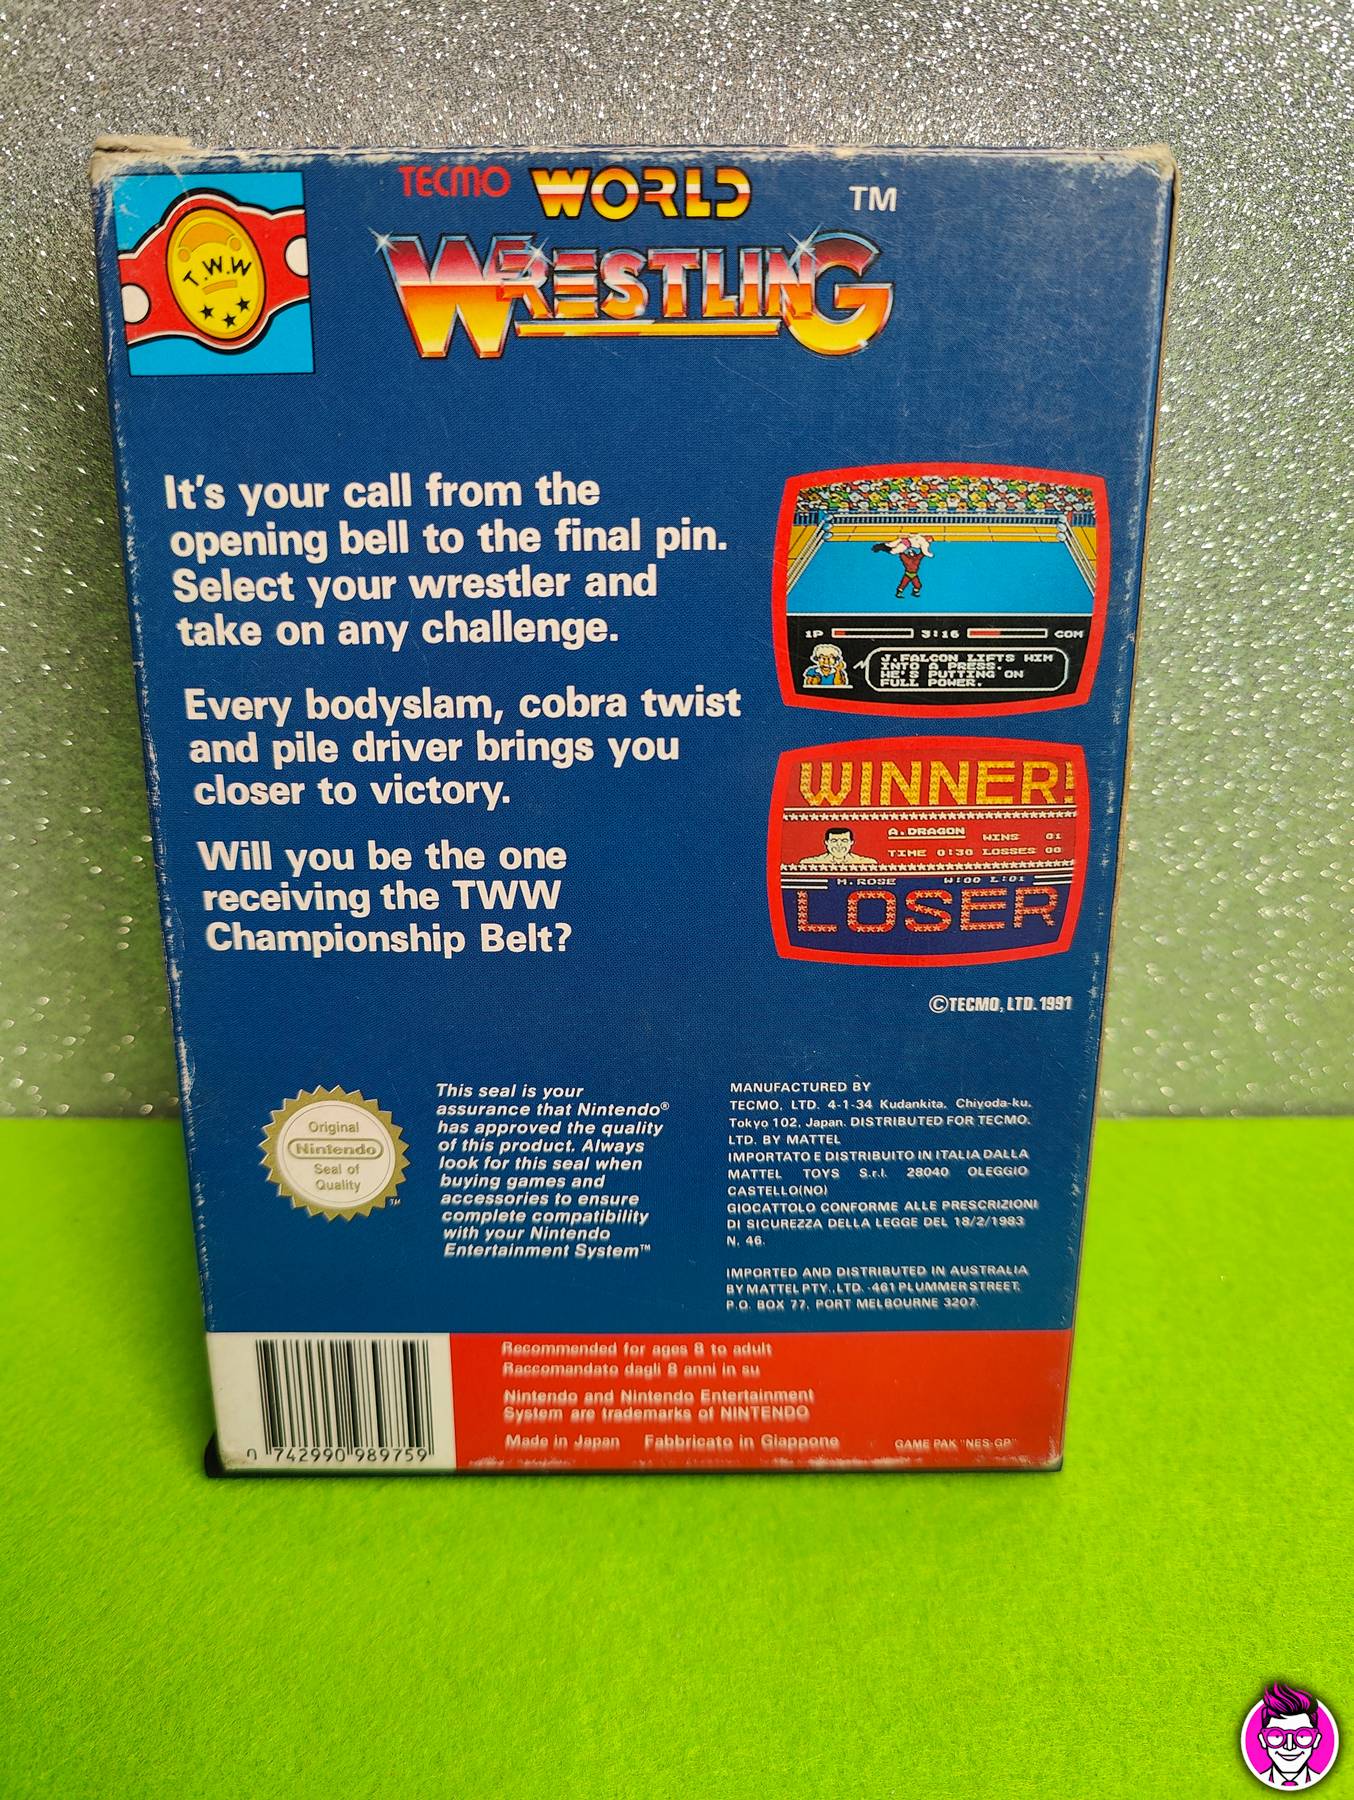 TECMO WORLD TM
WRESTLING
T.W.W
It's your call from the
opening bell to the final pin.
Select your wrestler and
take on any challenge.
Every bodyslam, cobra twist
and pile driver brings you
closer to victory.
Will you be the one
receiving the TWW
Championship Belt?
1P 3:16 COM
J.FALCON LIFTS HIM
INTO A PRESS.
HE'S PUTTING ON
FULL POWER.
WINNER!
A.DRAGON WINS 01
TIME 0:30 LOSSES 00
M.ROSE W:00 L:01
LOSER
©TECMO, LTD. 1991
Original
Nintendo
Seal of
Quality
TM
This seal is your
assurance that Nintendo®
has approved the quality
of this product. Always
look for this seal when
buying games and
accessories to ensure
complete compatibility
with your Nintendo
Entertainment System™
MANUFACTURED BY
TECMO, LTD. 4-1-34 Kudankita, Chiyoda-ku,
Tokyo 102, Japan. DISTRIBUTED FOR TECMO,
LTD. BY MATTEL
IMPORTATO E DISTRIBUITO IN ITALIA DALLA
MATTEL TOYS S.r.l. 28040 OLEGGIO
CASTELLO(NO)
GIOCATTOLO CONFORME ALLE PRESCRIZIONI
DI SICUREZZA DELLA LEGGE DEL 18/2/1983
N. 46.
IMPORTED AND DISTRIBUTED IN AUSTRALIA
BY MATTEL PTY., LTD. -461 PLUMMER STREET,
P.O. BOX 77, PORT MELBOURNE 3207.
0 742990 989759
Recommended for ages 8 to adult
Raccomandato dagli 8 anni in su
Nintendo and Nintendo Entertainment
System are trademarks of NINTENDO
Made in Japan Fabbricato in Giappone
GAME PAK "NES-GP"